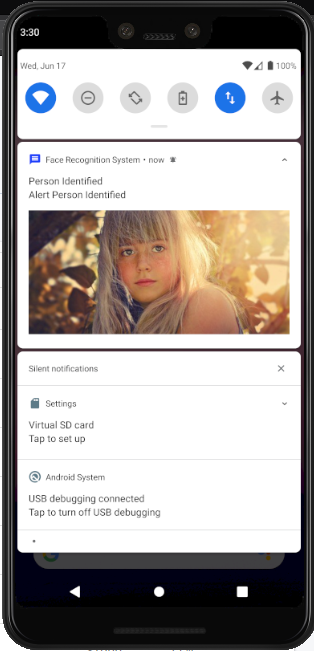 3:30
Wed, Jun 17
100%
Face Recognition System • now
Person Identified
Alert Person Identified
Silent notifications
Settings
Virtual SD card
Tap to set up
Android System
USB debugging connected
Tap to turn off USB debugging